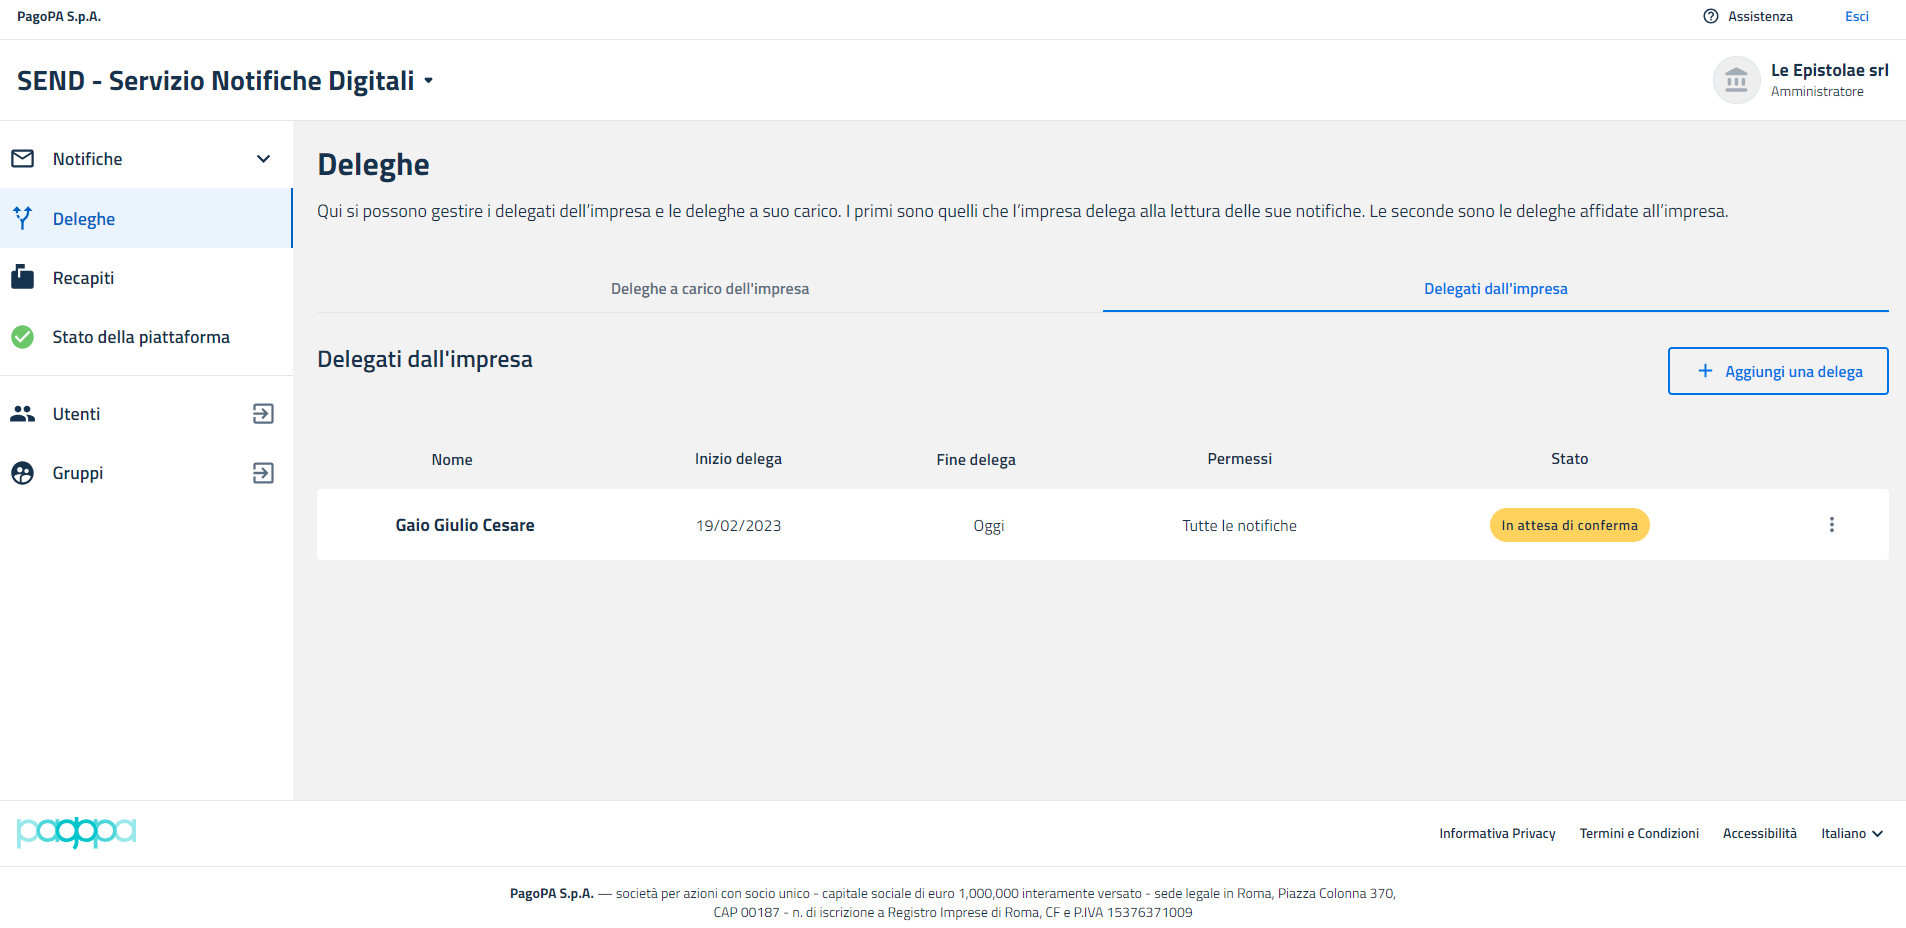 PagoPA S.p.A.
Assistenza
Esci
SEND - Servizio Notifiche Digitali
Le Epistolae srl
Amministratore
Notifiche
Deleghe
Recapiti
Stato della piattaforma
Utenti
Gruppi
Deleghe
Qui si possono gestire i delegati dell’impresa e le deleghe a suo carico. I primi sono quelli che l’impresa delega alla lettura delle sue notifiche. Le seconde sono le deleghe affidate all’impresa.
Deleghe a carico dell'impresa
Delegati dall'impresa
Delegati dall'impresa
+ Aggiungi una delega
Nome Inizio delega Fine delega Permessi Stato
Gaio Giulio Cesare 19/02/2023 Oggi Tutte le notifiche In attesa di conferma
pagopa
Informativa Privacy Termini e Condizioni Accessibilità Italiano
PagoPA S.p.A. — società per azioni con socio unico - capitale sociale di euro 1,000,000 interamente versato - sede legale in Roma, Piazza Colonna 370,
CAP 00187 - n. di iscrizione a Registro Imprese di Roma, CF e P.IVA 15376371009